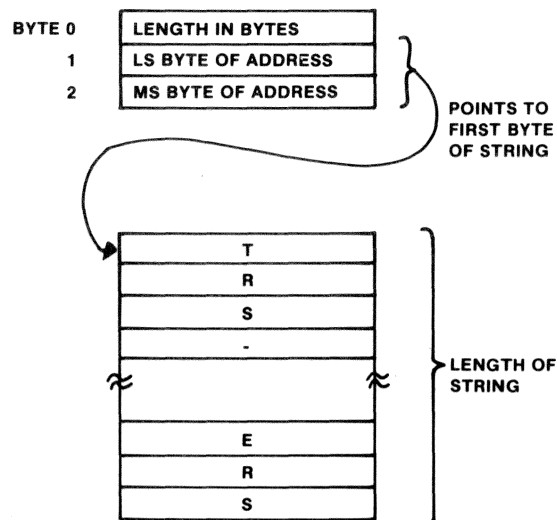 BYTE 0 LENGTH IN BYTES
1 LS BYTE OF ADDRESS
2 MS BYTE OF ADDRESS
POINTS TO
FIRST BYTE
OF STRING
T
R
S
-
E
R
S
LENGTH OF
STRING